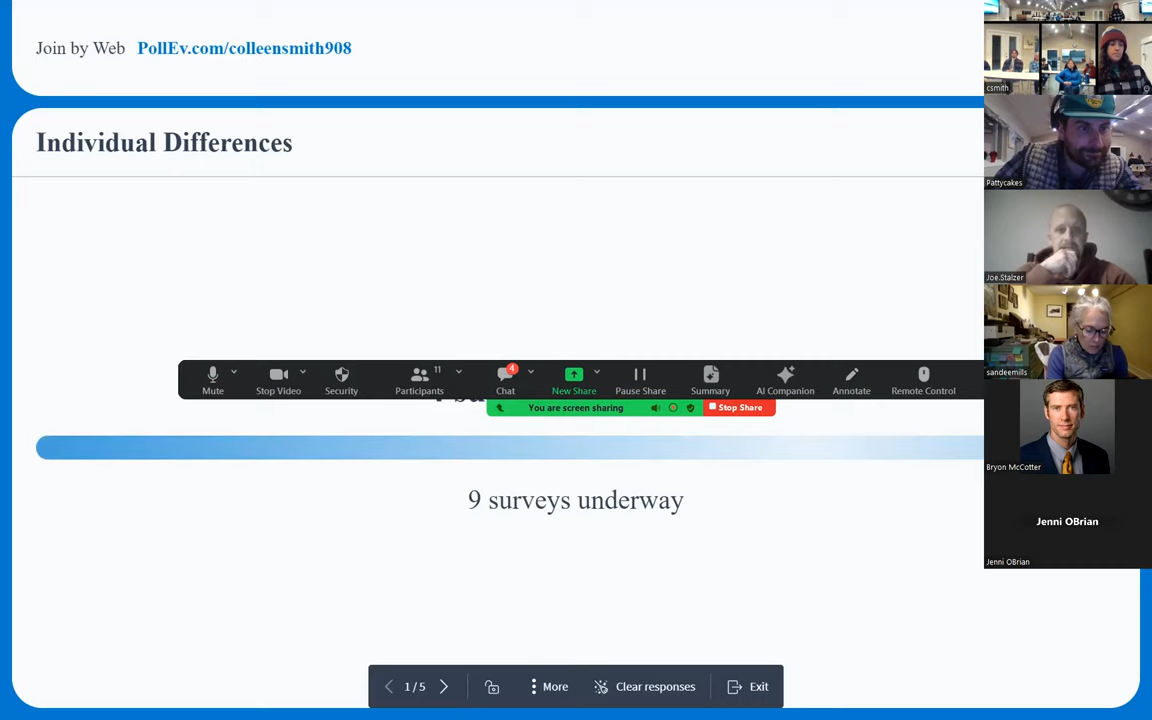 Join by Web PollEv.com/colleensmith908
Individual Differences
csmith
Pattycakes
Joe.Stalzer
sandeemills
Bryon McCotter
Jenni OBrian
Jenni OBrian
Mute
Stop Video
Security
Participants 11
Chat 4
New Share
Pause Share
Summary
AI Companion
Annotate
Remote Control
You are screen sharing Stop Share
9 surveys underway
1 / 5 More Clear responses Exit